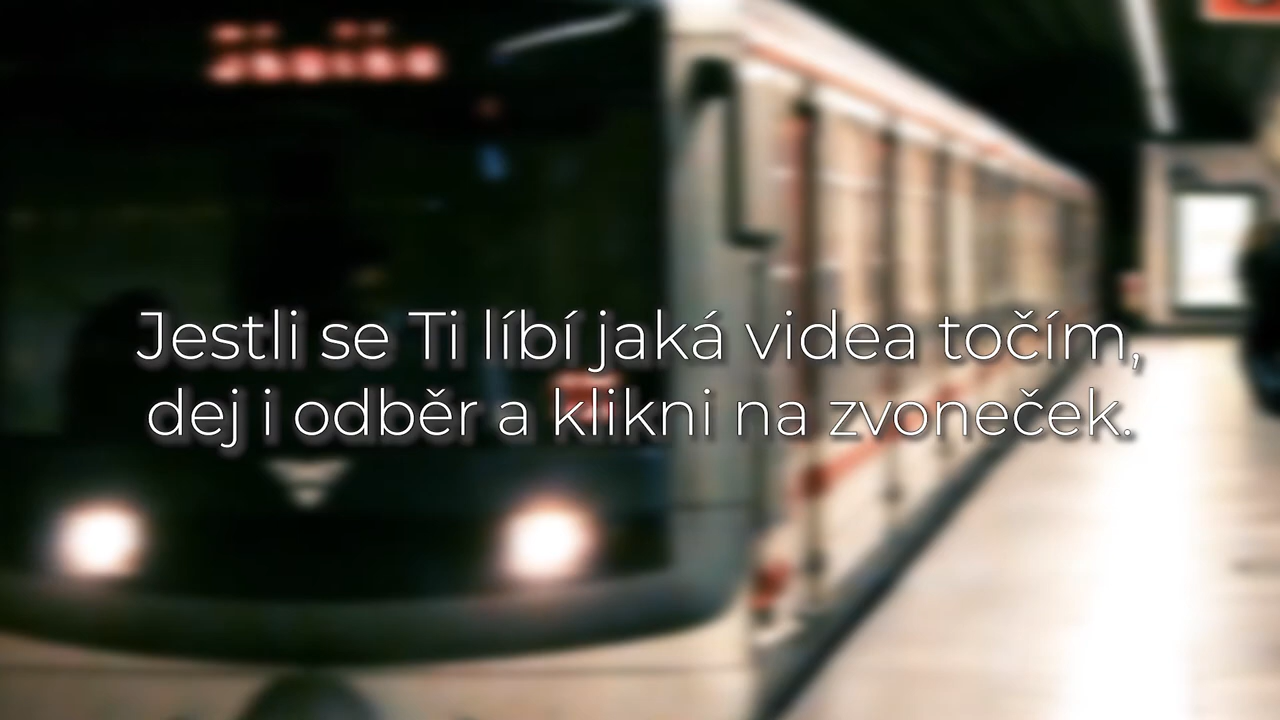 Jestli se Ti líbí jaká videa točím,
dej i odběr a klikni na zvoneček.